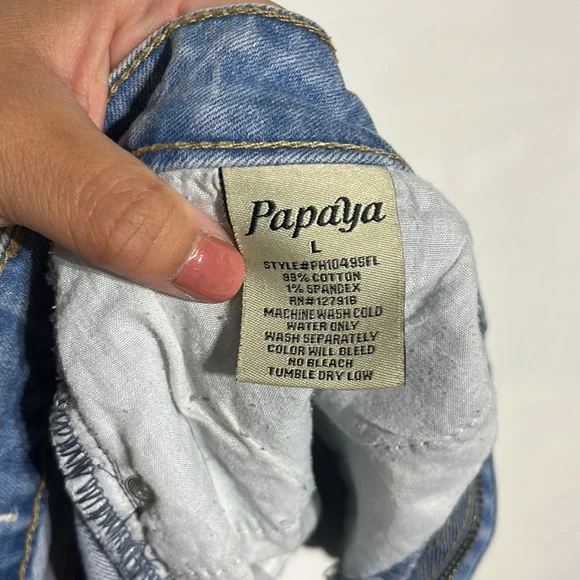 Papaya
L
STYLE#PH10499FL
99% COTTON
1% SPANDEX
RN#127916
MACHINE WASH COLD
WATER ONLY
WASH SEPARATELY
COLOR WILL BLEED
NO BLEACH
TUMBLE DRY LOW